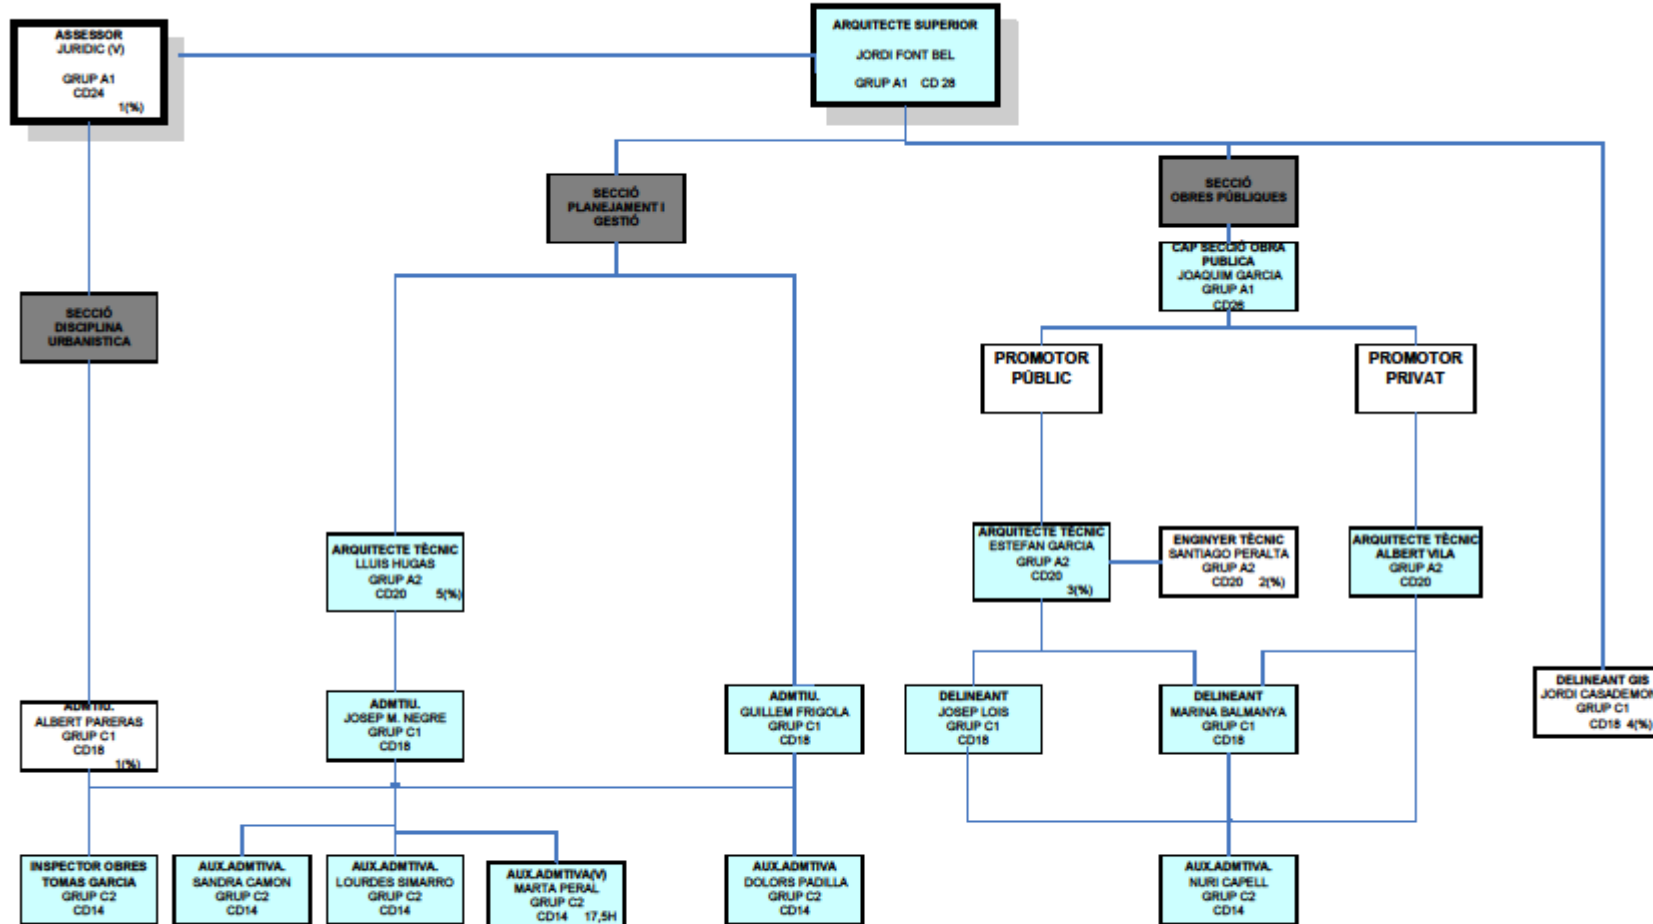 ASSESSOR
JURIDIC (V)
GRUP A1
CD24
1(%)
ARQUITECTE SUPERIOR
JORDI FONT BEL
GRUP A1 CD 28
SECCIÓ
PLANEJAMENT I
GESTIÓ
SECCIÓ
OBRES PÚBLIQUES
CAP SECCIÓ OBRA
PUBLICA
JOAQUIM GARCIA
GRUP A1
CD26
SECCIÓ
DISCIPLINA
URBANISTICA
PROMOTOR
PÚBLIC
PROMOTOR
PRIVAT
ARQUITECTE TÈCNIC
LLUIS HUGAS
GRUP A2
CD20 5(%)
ARQUITECTE TÈCNIC
ESTEFAN GARCIA
GRUP A2
CD20
3(%)
ENGINYER TÈCNIC
SANTIAGO PERALTA
GRUP A2
CD20 2(%)
ARQUITECTE TÈCNIC
ALBERT VILA
GRUP A2
CD20
ADMTIU.
ALBERT PARERAS
GRUP C1
CD18
1(%)
ADMTIU.
JOSEP M. NEGRE
GRUP C1
CD18
ADMTIU.
GUILLEM FRIGOLA
GRUP C1
CD18
DELINEANT
JOSEP LOIS
GRUP C1
CD18
DELINEANT
MARINA BALMANYA
GRUP C1
CD18
DELINEANT GIS
JORDI
GRUP C1
CD18 4(%)
INSPECTOR OBRES
TOMAS GARCIA
GRUP C2
CD14
AUX.ADMTIVA.
SANDRA CAMON
GRUP C2
CD14
AUX.ADMTIVA.
LOURDES SIMARRO
GRUP C2
CD14
AUX.ADMTIVA(V)
MARTA PERAL
GRUP C2
CD14 17,5H
AUX.ADMTIVA
DOLORS PADILLA
GRUP C2
CD14
AUX.ADMTIVA.
NURI CAPELL
GRUP C2
CD14